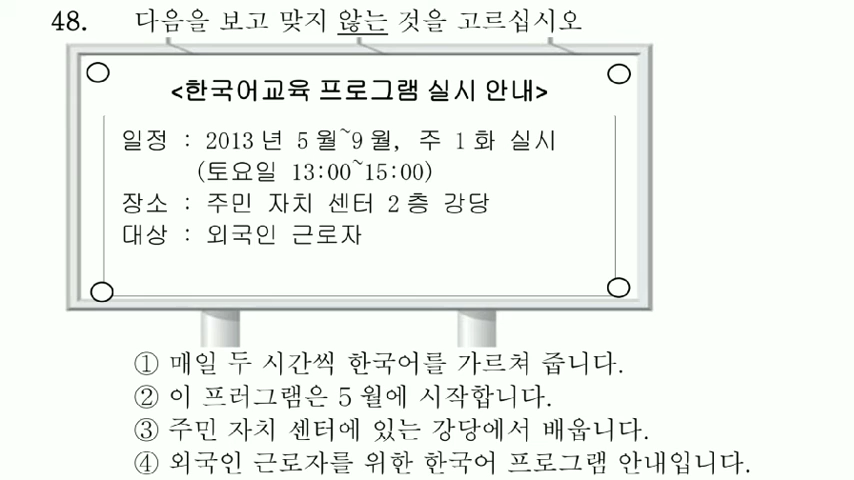 48. 다음을 보고 맞지 않는 것을 고르십시오
<한국어교육 프로그램 실시 안내>
일정 : 2013년 5월~9월, 주 1화 실시
(토요일 13:00~15:00)
장소 : 주민 자치 센터 2층 강당
대상 : 외국인 근로자
① 매일 두 시간씩 한국어를 가르쳐 줍니다.
② 이 프러그램은 5월에 시작합니다.
③ 주민 자치 센터에 있는 강당에서 배웁니다.
④ 외국인 근로자를 위한 한국어 프로그램 안내입니다.